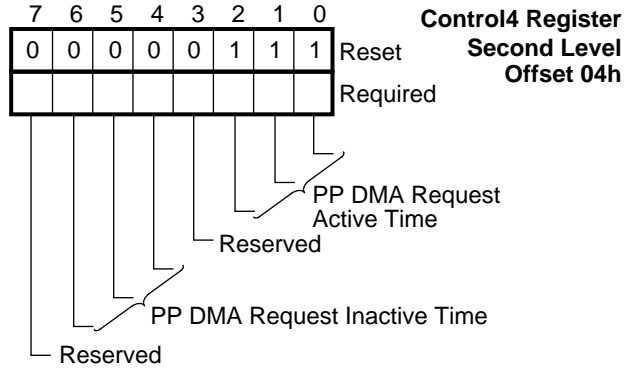 7 6 5 4 3 2 1 0
Control4 Register
Second Level
Offset 04h
0 0 0 0 0 1 1 1 Reset
Required
PP DMA Request
Active Time
Reserved
PP DMA Request Inactive Time
Reserved